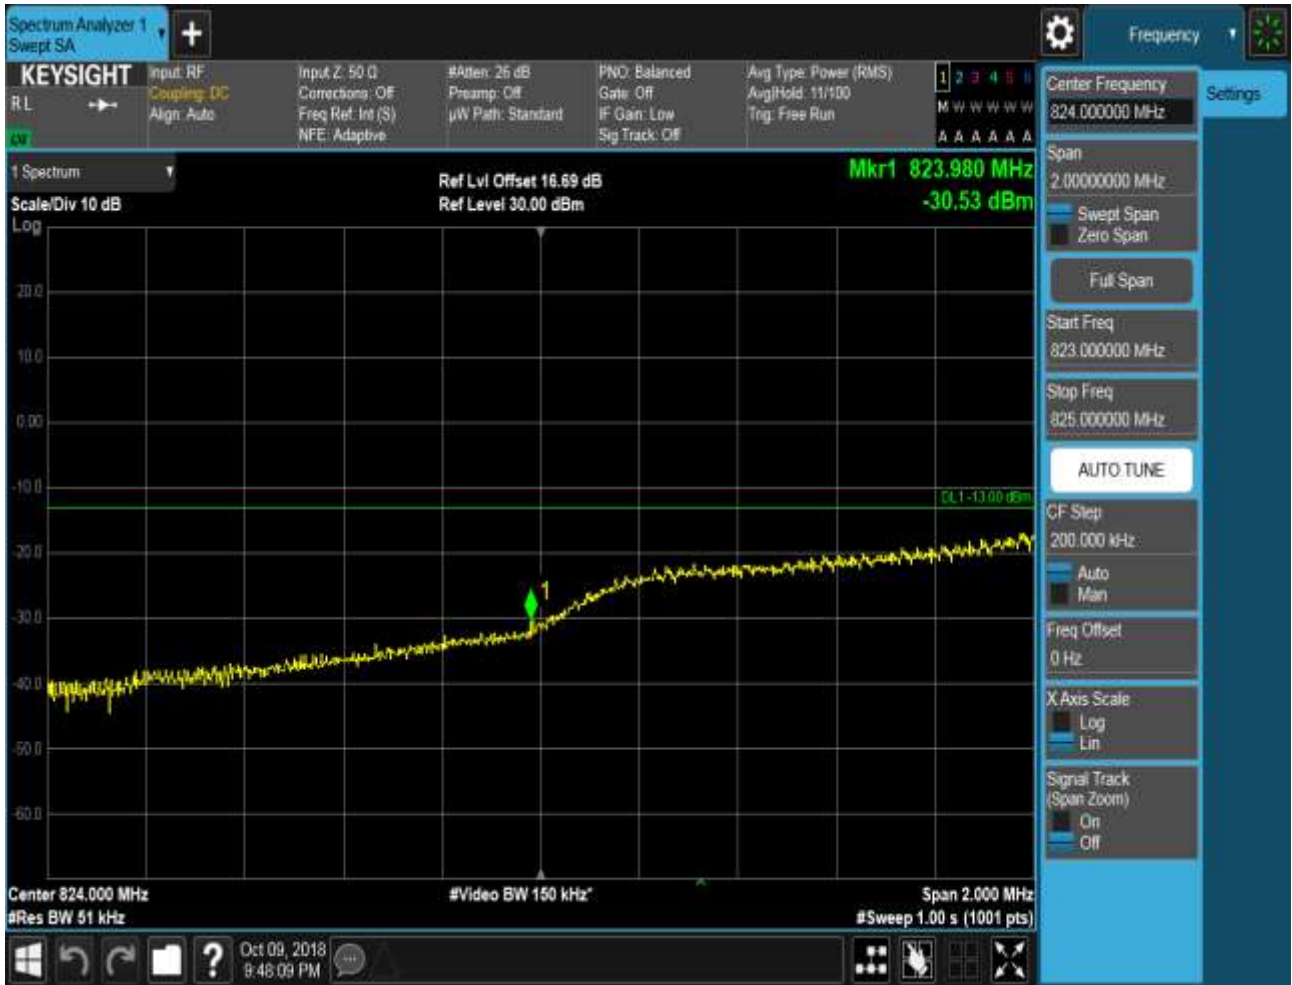 Spectrum Analyzer 1
Swept SA
+
Frequency
KEYSIGHT
RL
Input: RF
Coupling: DC
Align: Auto
Input Z: 50 Ω
Corrections: Off
Freq Ref: Int (S)
NFE: Adaptive
#Atten: 26 dB
Preamp: Off
µW Path: Standard
PNO: Balanced
Gate: Off
IF Gain: Low
Sig Track: Off
Avg Type: Power (RMS)
Avg|Hold: 11/100
Trig: Free Run
1 2 3 4 5 6
M W W W W W
A A A A A A
1 Spectrum
Scale/Div 10 dB
Log
Ref Lvl Offset 16.69 dB
Ref Level 30.00 dBm
Mkr1 823.980 MHz
-30.53 dBm
20.0
10.0
0.00
-10.0
-20.0
-30.0
-40.0
-50.0
-60.0
DL1 -13.00 dBm
1
Center 824.000 MHz
#Res BW 51 kHz
#Video BW 150 kHz*
Span 2.000 MHz
#Sweep 1.00 s (1001 pts)
Oct 09, 2018
9:48:09 PM
?
Center Frequency
824.000000 MHz
Settings
Span
2.00000000 MHz
Swept Span
Zero Span
Full Span
Start Freq
823.000000 MHz
Stop Freq
825.000000 MHz
AUTO TUNE
CF Step
200.000 kHz
Auto
Man
Freq Offset
0 Hz
X Axis Scale
Log
Lin
Signal Track
(Span Zoom)
On
Off